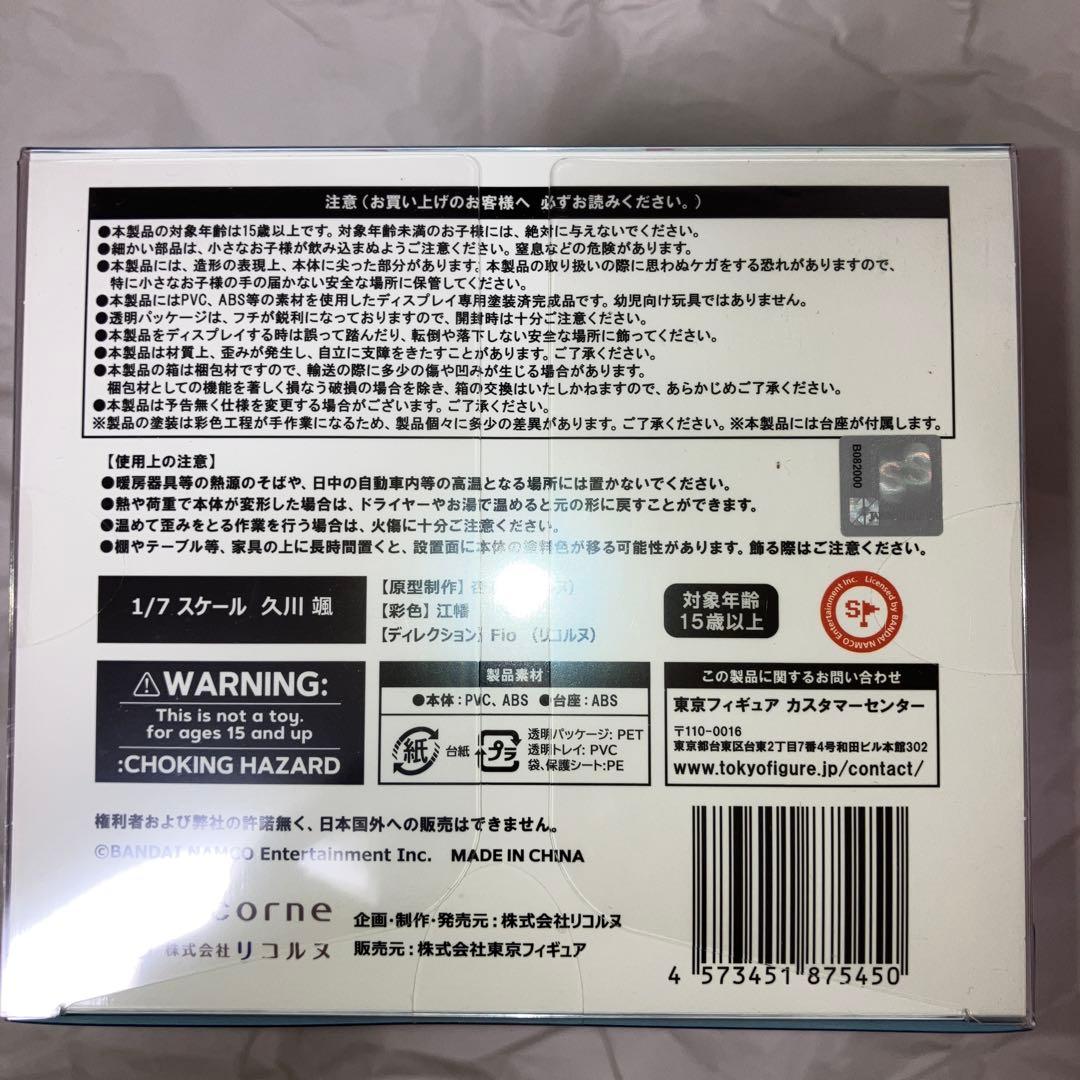 注意（お買い上げのお客様へ 必ずお読みください。）
●本製品の対象年齢は15歳以上です。対象年齢未満のお子様には、絶対に与えないでください。
●細かい部品は、小さなお子様が飲み込まぬようご注意ください。窒息などの危険があります。
●本製品には、造形の表現上、本体に尖った部分があります。本製品の取り扱いの際に思わぬケガをする恐れがありますので、
特に小さなお子様の手の届かない安全な場所に保管してください。
●本製品にはPVC、ABS等の素材を使用したディスプレイ専用塗装済完成品です。幼児向け玩具ではありません。
●透明パッケージは、フチが鋭利になっておりますので、開封時は十分ご注意ください。
●本製品をディスプレイする時は誤って踏んだり、転倒や落下しない安全な場所に飾ってください。
●本製品は材質上、歪みが発生し、自立に支障をきたすことがあります。ご了承ください。
●本製品の箱は梱包材ですので、輸送の際に多少の傷や凹みが生じる場合があります。
梱包材としての機能を著しく損なう破損の場合を除き、箱の交換はいたしかねますので、あらかじめご了承ください。
●本製品は予告無く仕様を変更する場合がございます。ご了承ください。
※製品の塗装は彩色工程が手作業になるため、製品個々に多少の差異があります。ご了承ください。※本製品には台座が付属します。
B082000
【使用上の注意】
●暖房器具等の熱源のそばや、日中の自動車内等の高温となる場所には置かないでください。
●熱や荷重で本体が変形した場合は、ドライヤーやお湯で温めると元の形に戻すことができます。
●温めて歪みをとる作業を行う場合は、火傷に十分ご注意ください。
●棚やテーブル等、家具の上に長時間置くと、設置面に本体の塗料色が移る可能性があります。飾る際はご注意ください。
1/7 スケール 久川 颯
【原型制作】
【彩色】江幡
【ディレクション】Fio （リコルヌ）
対象年齢
15歳以上
Licensed by BANDAI NAMCO Entertainment Inc.
SP
⚠WARNING:
This is not a toy.
for ages 15 and up
:CHOKING HAZARD
製品素材
●本体：PVC、ABS ●台座：ABS
紙 台紙
プラ 透明パッケージ：PET
透明トレイ：PVC
袋、保護シート：PE
この製品に関するお問い合わせ
東京フィギュア カスタマーセンター
〒110-0016
東京都台東区台東2丁目7番4号和田ビル本館302
www.tokyofigure.jp/contact/
権利者および弊社の許諾無く、日本国外への販売はできません。
©BANDAI NAMCO Entertainment Inc. MADE IN CHINA
corne
株式会社リコルヌ
企画・制作・発売元：株式会社リコルヌ
販売元：株式会社東京フィギュア
4 573451 875450